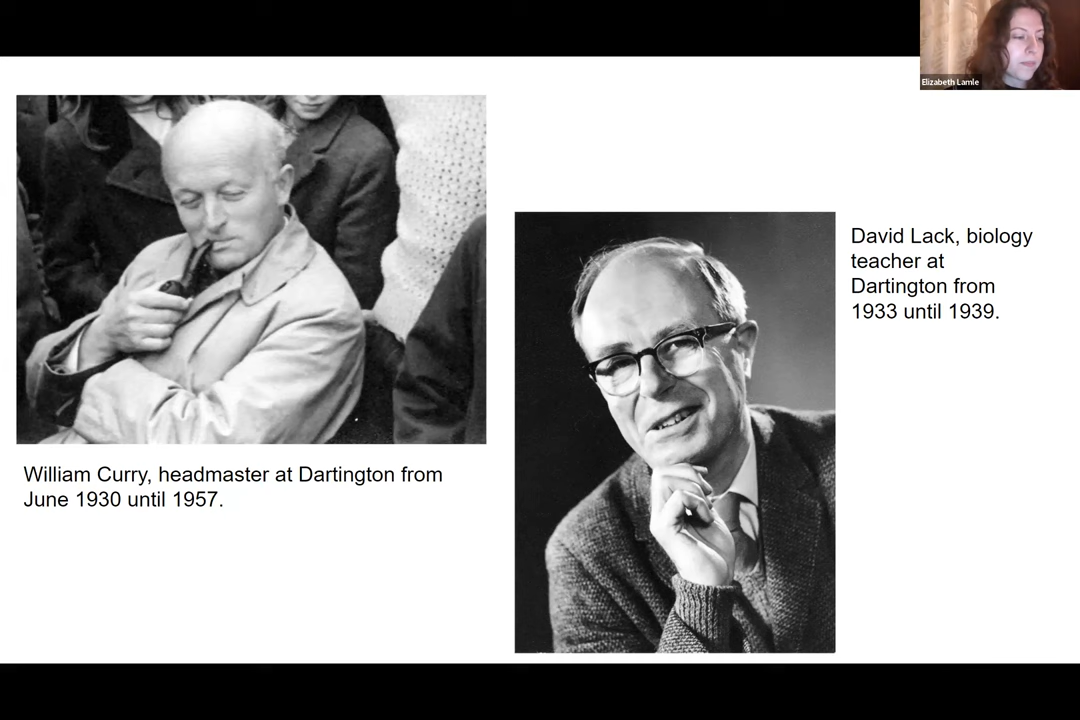 Elizabeth Lamle
David Lack, biology
teacher at
Dartington from
1933 until 1939.
William Curry, headmaster at Dartington from
June 1930 until 1957.